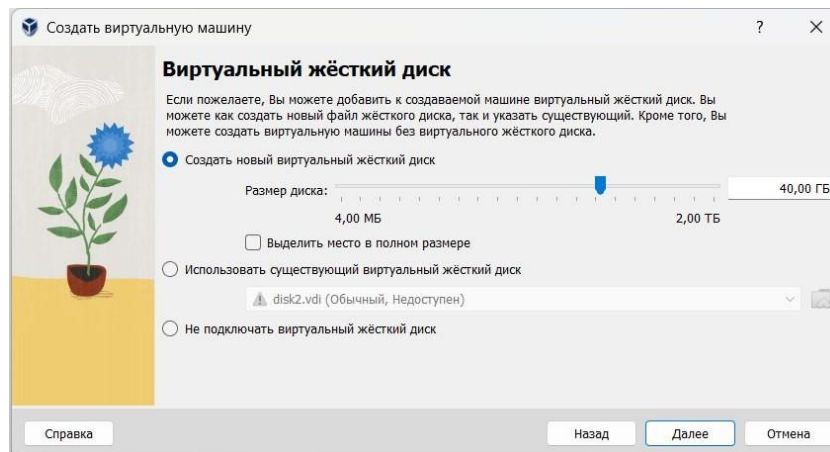 Создать виртуальную машину
?
Виртуальный жёсткий диск
Если пожелаете, Вы можете добавить к создаваемой машине виртуальный жёсткий диск. Вы
можете как создать новый файл жёсткого диска, так и указать существующий. Кроме того, Вы
можете создать виртуальную машины без виртуального жёсткого диска.
Создать новый виртуальный жёсткий диск
Размер диска:
40,00 ГБ
4,00 МБ 2,00 ТБ
Выделить место в полном размере
Использовать существующий виртуальный жёсткий диск
disk2.vdi (Обычный, Недоступен)
Не подключать виртуальный жёсткий диск
Справка Назад Далее Отмена